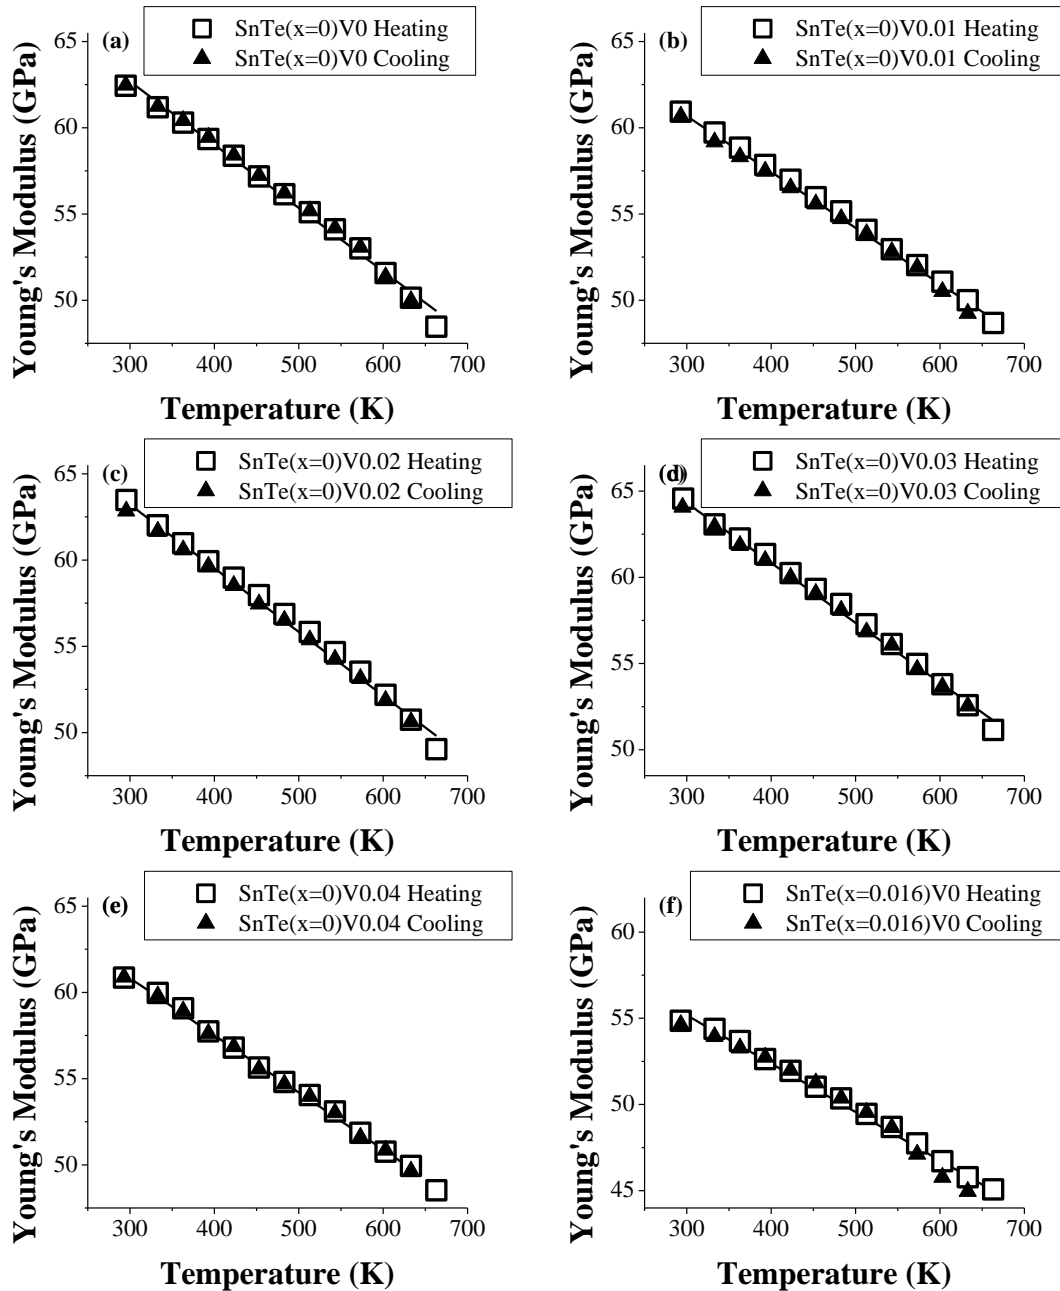 (a)
SnTe(x=0)V0 Heating
SnTe(x=0)V0 Cooling
65
60
55
50
300 400 500 600 700
Young's Modulus (GPa)
Temperature (K)
(b)
SnTe(x=0)V0.01 Heating
SnTe(x=0)V0.01 Cooling
65
60
55
50
300 400 500 600 700
Young's Modulus (GPa)
Temperature (K)
(c)
SnTe(x=0)V0.02 Heating
SnTe(x=0)V0.02 Cooling
65
60
55
50
300 400 500 600 700
Young's Modulus (GPa)
Temperature (K)
(d)
SnTe(x=0)V0.03 Heating
SnTe(x=0)V0.03 Cooling
65
60
55
50
300 400 500 600 700
Young's Modulus (GPa)
Temperature (K)
(e)
SnTe(x=0)V0.04 Heating
SnTe(x=0)V0.04 Cooling
65
60
55
50
300 400 500 600 700
Young's Modulus (GPa)
Temperature (K)
(f)
SnTe(x=0.016)V0 Heating
SnTe(x=0.016)V0 Cooling
60
55
50
45
300 400 500 600 700
Young's Modulus (GPa)
Temperature (K)